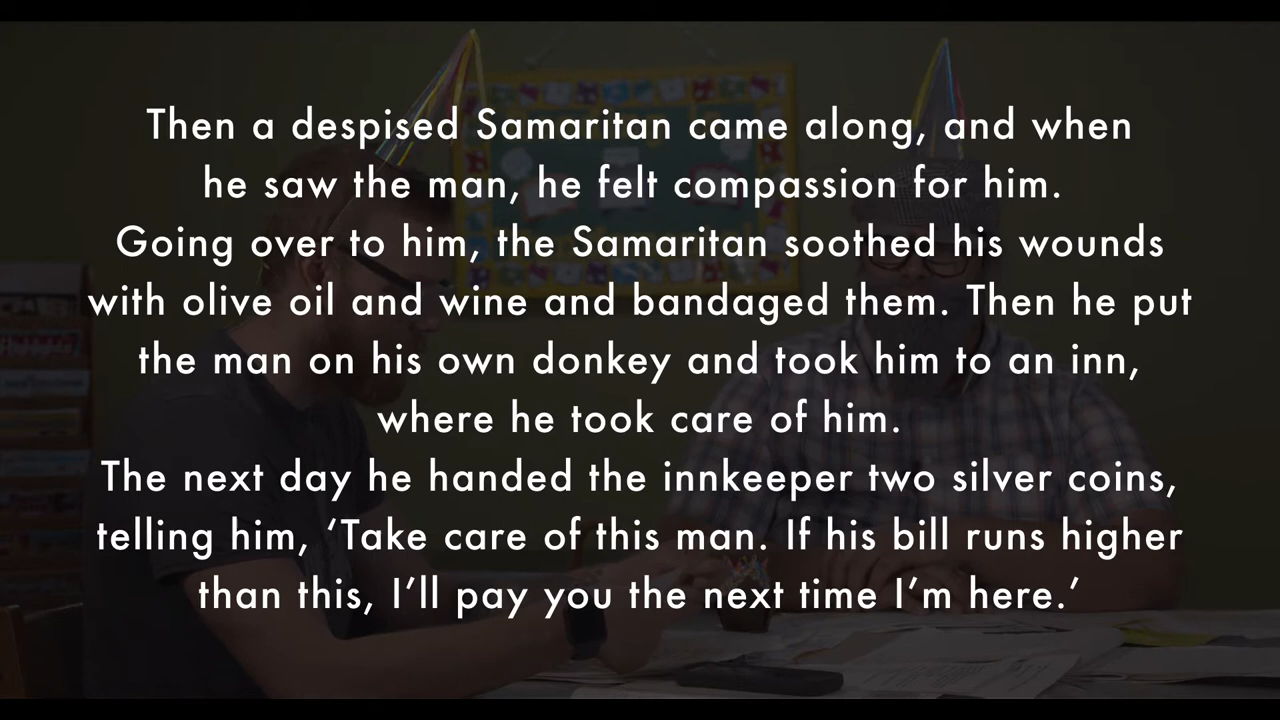 Then a despised Samaritan came along, and when
he saw the man, he felt compassion for him.
Going over to him, the Samaritan soothed his wounds
with olive oil and wine and bandaged them. Then he put
the man on his own donkey and took him to an inn,
where he took care of him.
The next day he handed the innkeeper two silver coins,
telling him, ‘Take care of this man. If his bill runs higher
than this, I’ll pay you the next time I’m here.’